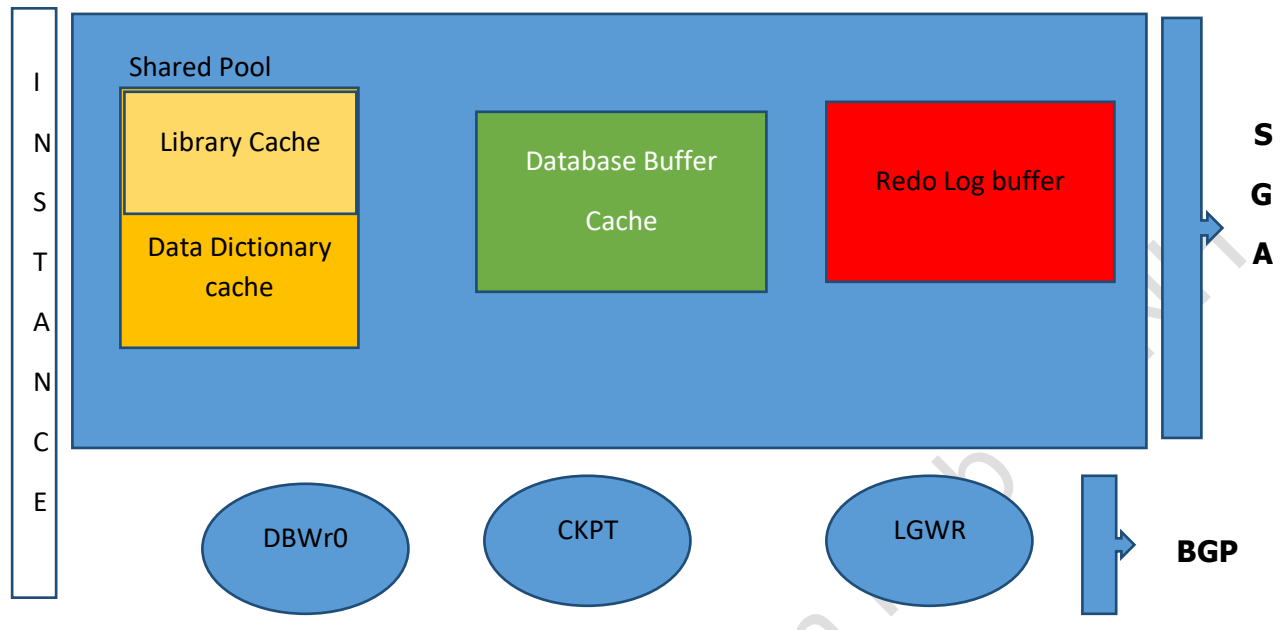 I
N
S
T
A
N
C
E
Shared Pool
Library Cache
Data Dictionary
cache
Database Buffer
Cache
Redo Log buffer
S
G
A
DBWr0
CKPT
LGWR
BGP